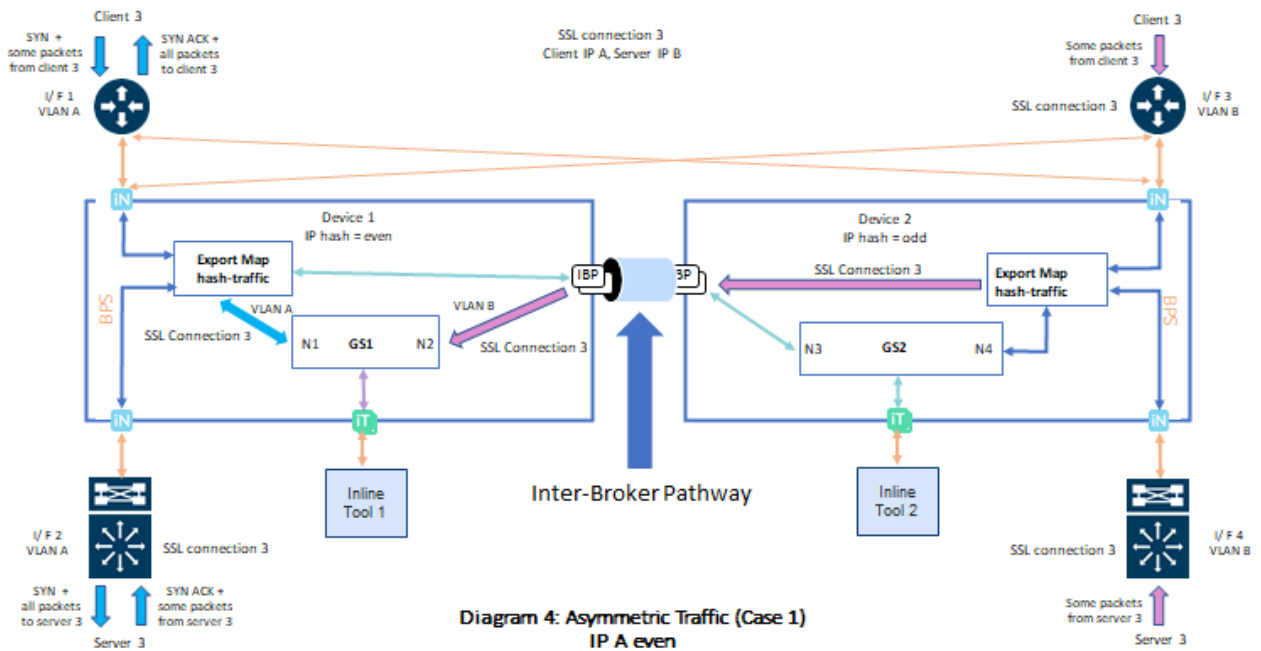 Client 3
SYN +
some packets
from client 3
SYN ACK +
all packets
to client 3
I/ F 1
VLAN A
SSL connection 3
Client IP A, Server IP B
Client 3
Some packets
from client 3
SSL connection 3
I/ F 3
VLAN B
iN
iN
Device 1
IP hash = even
Export Map
hash-traffic
BPS
VLAN A
SSL Connection 3
N1 GS1 N2
VLAN B
SSL Connection 3
IBP
BP
Device 2
IP hash = odd
SSL Connection 3
Export Map
hash-traffic
BPS
N3 GS2 N4
iN
iT
iT
iN
Inline
Tool 1
Inter-Broker Pathway
Inline
Tool 2
I/ F 2
VLAN A
SSL connection 3
SYN +
all packets
to server 3
SYN ACK +
some packets
from server 3
Server 3
SSL connection 3
I/ F 4
VLAN B
Some packets
from server 3
Server 3
Diagram 4: Asymmetric Traffic (Case 1)
IP A even